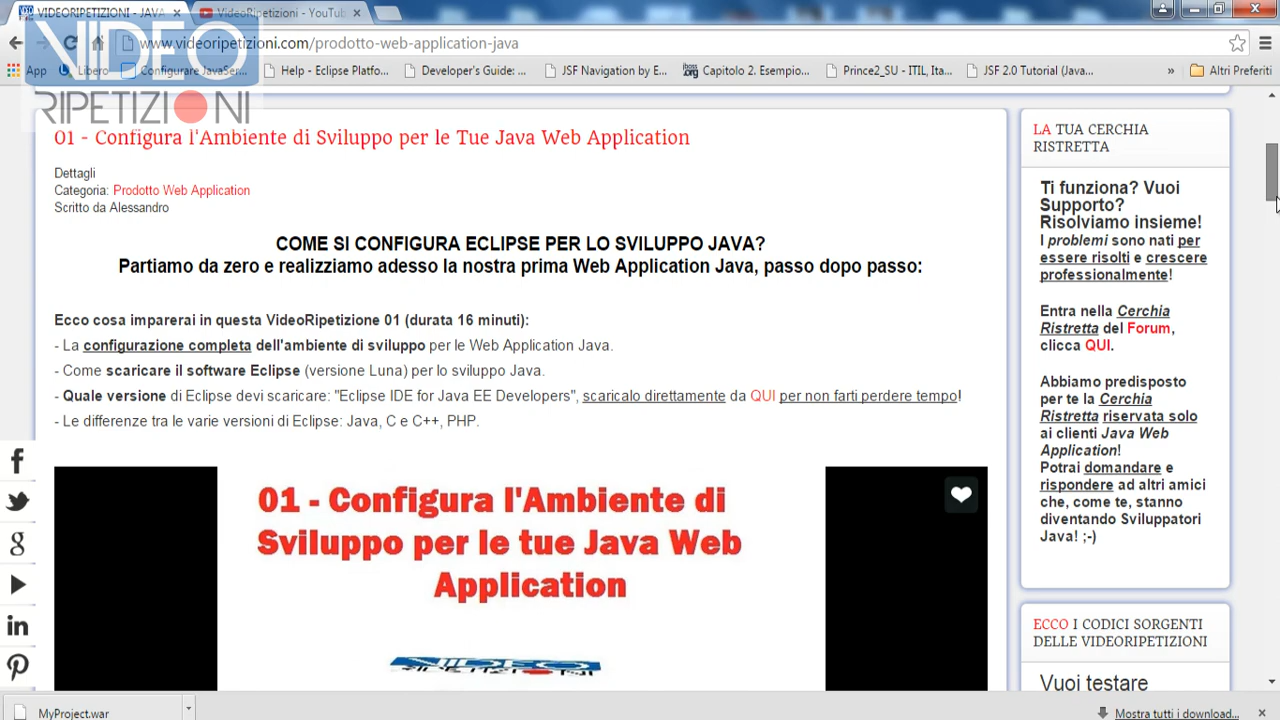 VIDEORIPETIZIONI - JAVA
VideoRipetizioni - YouTub
www.videoripetizioni.com/prodotto-web-application-java
VIDEO
RIPETIZIONI
App
Libero
Configurare JavaSer...
Help - Eclipse Platfo...
Developer's Guide: ...
JSF Navigation by E...
Capitolo 2. Esempio...
Prince2_SU - ITIL, Ita...
JSF 2.0 Tutorial (Java...
»
Altri Preferiti
01 - Configura l'Ambiente di Sviluppo per le Tue Java Web Application
Dettagli
Categoria: Prodotto Web Application
Scritto da Alessandro
COME SI CONFIGURA ECLIPSE PER LO SVILUPPO JAVA?
Partiamo da zero e realizziamo adesso la nostra prima Web Application Java, passo dopo passo:
Ecco cosa imparerai in questa VideoRipetizione 01 (durata 16 minuti):
- La configurazione completa dell'ambiente di sviluppo per le Web Application Java.
- Come scaricare il software Eclipse (versione Luna) per lo sviluppo Java.
- Quale versione di Eclipse devi scaricare: "Eclipse IDE for Java EE Developers", scaricalo direttamente da QUI per non farti perdere tempo!
- Le differenze tra le varie versioni di Eclipse: Java, C e C++, PHP.
01 - Configura l'Ambiente di
Sviluppo per le tue Java Web
Application
VIDEO
RIPETIZIONI
LA TUA CERCHIA
RISTRETTA
Ti funziona? Vuoi
Supporto?
Risolviamo insieme!
I problemi sono nati per
essere risolti e crescere
professionalmente!
Entra nella Cerchia
Ristretta del Forum,
clicca QUI.
Abbiamo predisposto
per te la Cerchia
Ristretta riservata solo
ai clienti Java Web
Application!
Potrai domandare e
rispondere ad altri amici
che, come te, stanno
diventando Sviluppatori
Java! ;-)
ECCO I CODICI SORGENTI
DELLE VIDEORIPETIZIONI
Vuoi testare
MyProject.war
Mostra tutti i download...